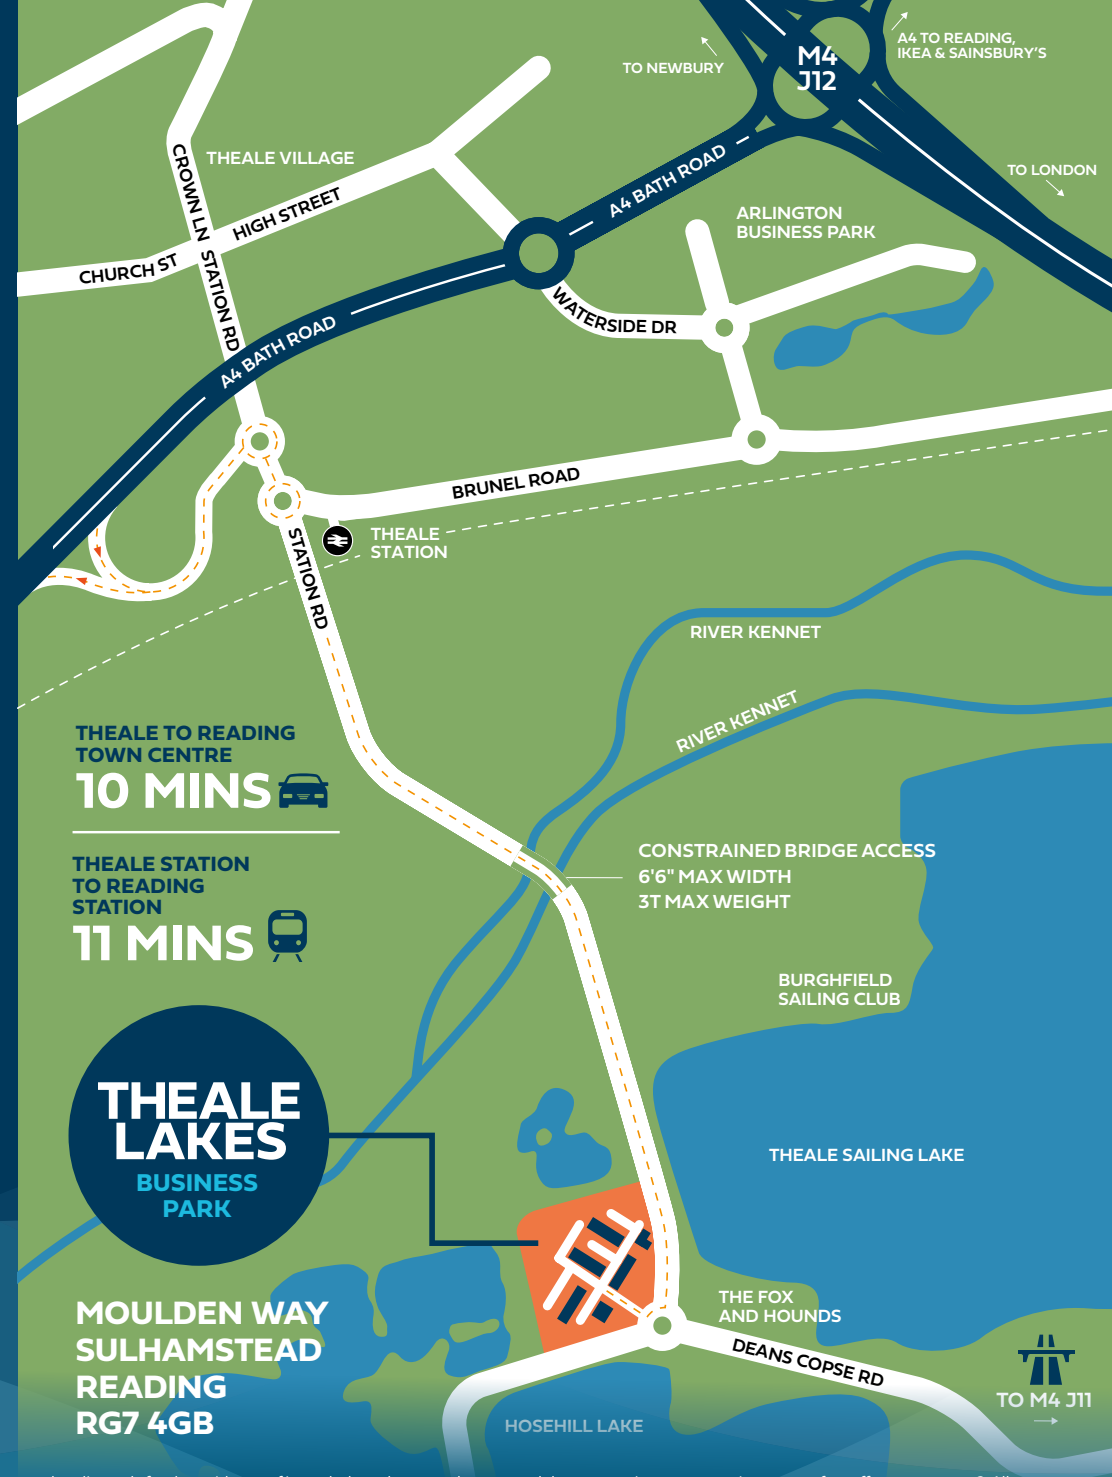 A4 TO READING,
IKEA & SAINSBURY'S
M4
J12
TO NEWBURY
TO LONDON
THEALE VILLAGE
CROWN LN
HIGH STREET
CHURCH ST
STATION RD
A4 BATH ROAD
A4 BATH ROAD
ARLINGTON
BUSINESS PARK
WATERSIDE DR
BRUNEL ROAD
THEALE
STATION
STATION RD
RIVER KENNET
RIVER KENNET
THEALE TO READING
TOWN CENTRE
10 MINS
THEALE STATION
TO READING
STATION
11 MINS
CONSTRAINED BRIDGE ACCESS
6'6" MAX WIDTH
3T MAX WEIGHT
BURGHFIELD
SAILING CLUB
THEALE SAILING LAKE
THEALE
LAKES
BUSINESS
PARK
THE FOX
AND HOUNDS
DEANS COPSE RD
TO M4 J11
HOSEHILL LAKE
MOULDEN WAY
SULHAMSTEAD
READING
RG7 4GB